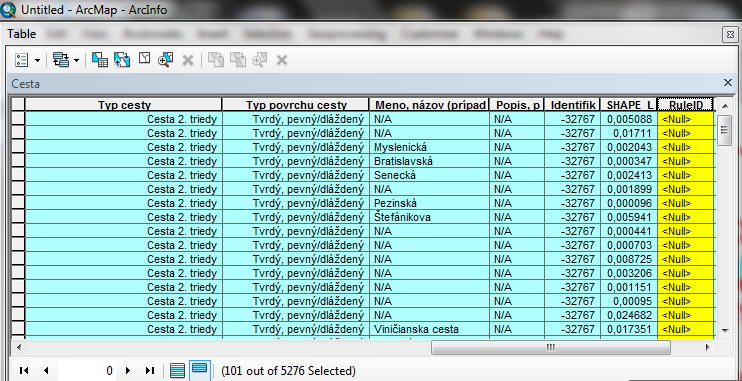 Untitled - ArcMap - ArcInfo
Table Edit View Bookmarks Insert Selection Geoprocessing Customize Windows Help
Cesta
Typ cesty Typ povrchu cesty Meno, názov (prípad Popis, p Identifik SHAPE_L RuleID
Cesta 2. triedy Tvrdý, pevný/dláždený N/A N/A -32767 0,005088 <Null>
Cesta 2. triedy Tvrdý, pevný/dláždený N/A N/A -32767 0,01711 <Null>
Cesta 2. triedy Tvrdý, pevný/dláždený Myslenická N/A -32767 0,002043 <Null>
Cesta 2. triedy Tvrdý, pevný/dláždený Bratislavská N/A -32767 0,000347 <Null>
Cesta 2. triedy Tvrdý, pevný/dláždený Senecká N/A -32767 0,002413 <Null>
Cesta 2. triedy Tvrdý, pevný/dláždený N/A N/A -32767 0,001899 <Null>
Cesta 2. triedy Tvrdý, pevný/dláždený Pezinská N/A -32767 0,000096 <Null>
Cesta 2. triedy Tvrdý, pevný/dláždený Štefánikova N/A -32767 0,005941 <Null>
Cesta 2. triedy Tvrdý, pevný/dláždený N/A N/A -32767 0,000441 <Null>
Cesta 2. triedy Tvrdý, pevný/dláždený N/A N/A -32767 0,000703 <Null>
Cesta 2. triedy Tvrdý, pevný/dláždený N/A N/A -32767 0,008725 <Null>
Cesta 2. triedy Tvrdý, pevný/dláždený N/A N/A -32767 0,003206 <Null>
Cesta 2. triedy Tvrdý, pevný/dláždený N/A N/A -32767 0,001151 <Null>
Cesta 2. triedy Tvrdý, pevný/dláždený N/A N/A -32767 0,00095 <Null>
Cesta 2. triedy Tvrdý, pevný/dláždený N/A N/A -32767 0,024682 <Null>
Cesta 2. triedy Tvrdý, pevný/dláždený Viničianska cesta N/A -32767 0,017351 <Null>
0 (101 out of 5276 Selected)